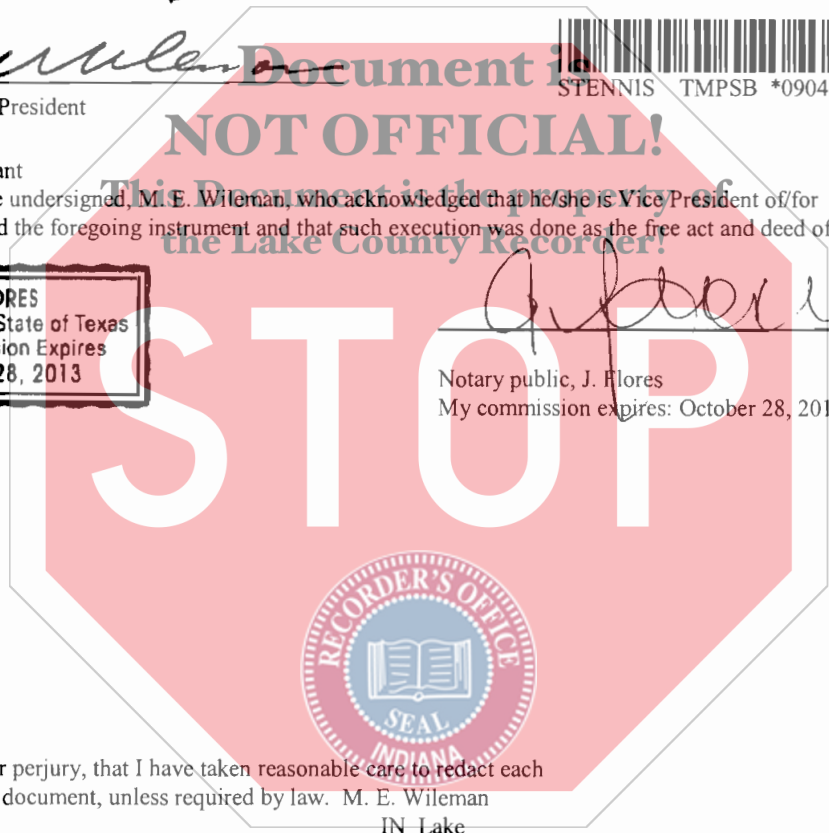 Document is
STENNIS TMPSB *0904
President
NOT OFFICIAL!
ant
This Document is the property of
e undersigned, M. E. Wileman, who acknowledged that he/she is Vice President of/for
d the foregoing instrument and that such execution was done as the free act and deed of
the Lake County Recorder!
ORES
State of Texas
ion Expires
28, 2013
STOP
Notary public, J. Flores
My commission expires: October 28, 201
RECORDER'S OFFICE
SEAL
INDIANA
r perjury, that I have taken reasonable care to redact each
document, unless required by law. M. E. Wileman
IN Lake